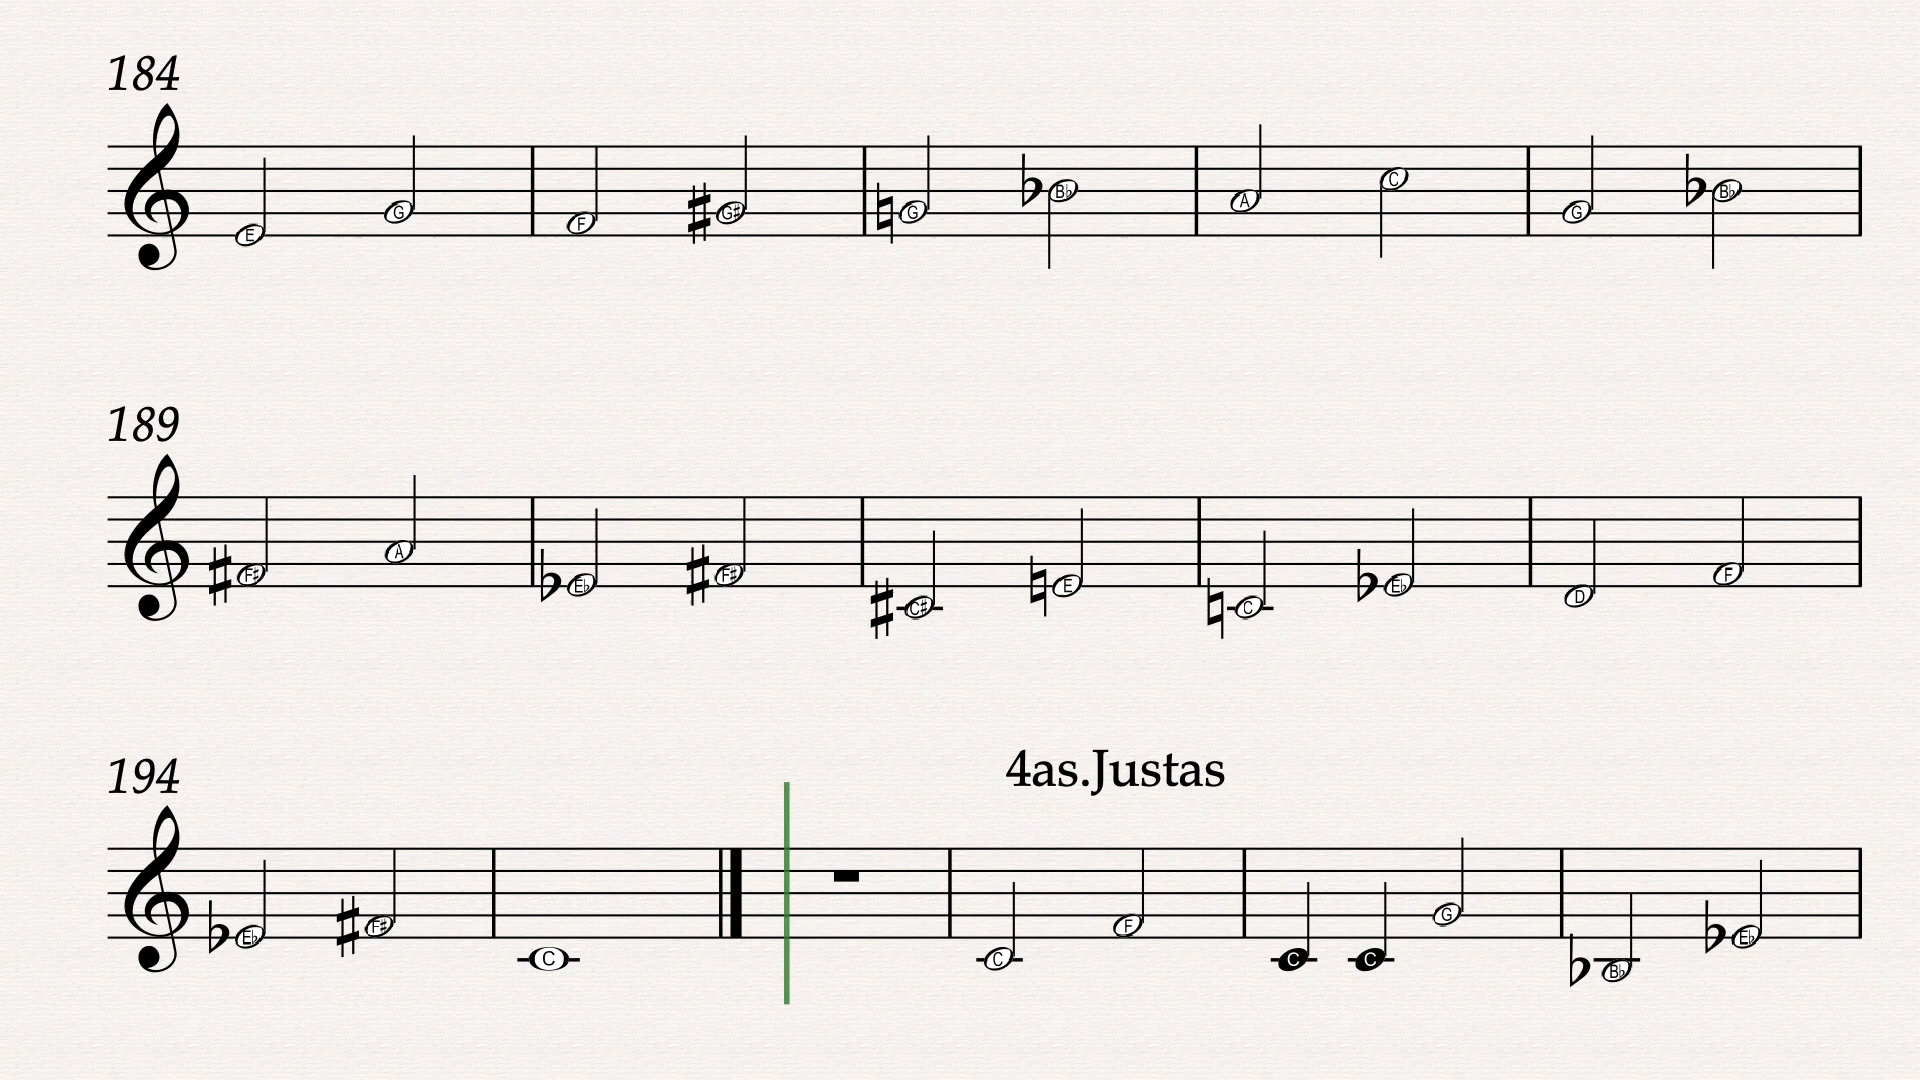 184
E G F G# G B♭ A C G B♭
189
F# A E♭ F# C# E C E♭ D F
4as.Justas
194
E♭ F# C C F C C G B♭ E♭